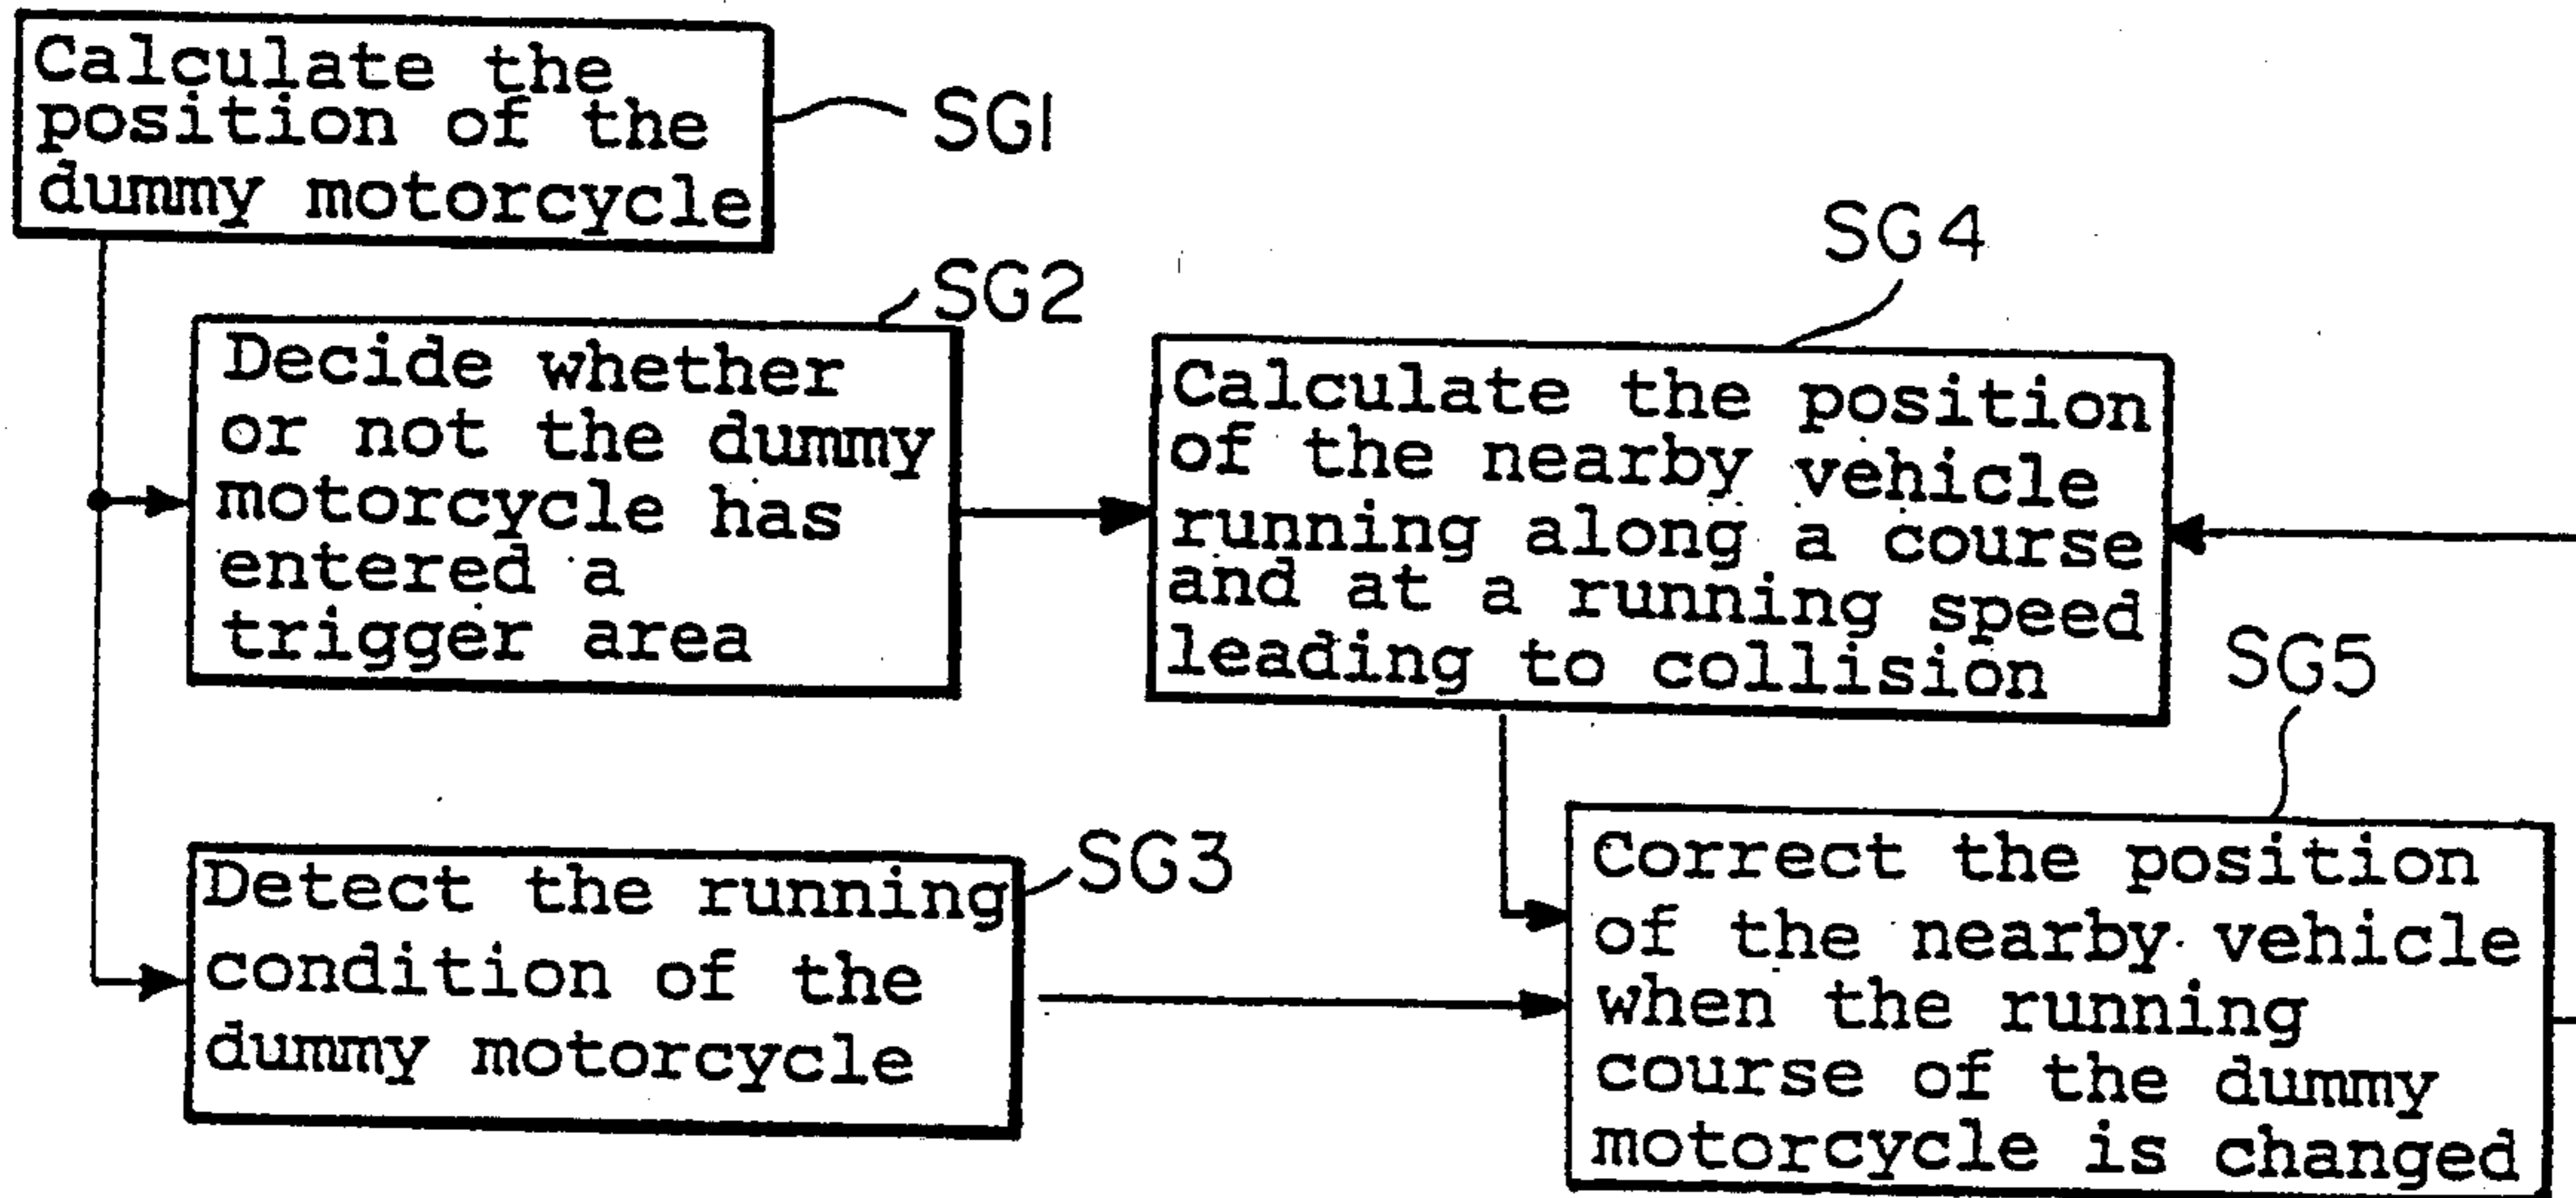 Calculate the
position of the
dummy motorcycle
SG1
SG2
Decide whether
or not the dummy
motorcycle has
entered a
trigger area
SG4
Calculate the position
of the nearby vehicle
running along a course
and at a running speed
leading to collision
SG3
Detect the running
condition of the
dummy motorcycle
SG5
Correct the position
of the nearby vehicle
when the running
course of the dummy
motorcycle is changed